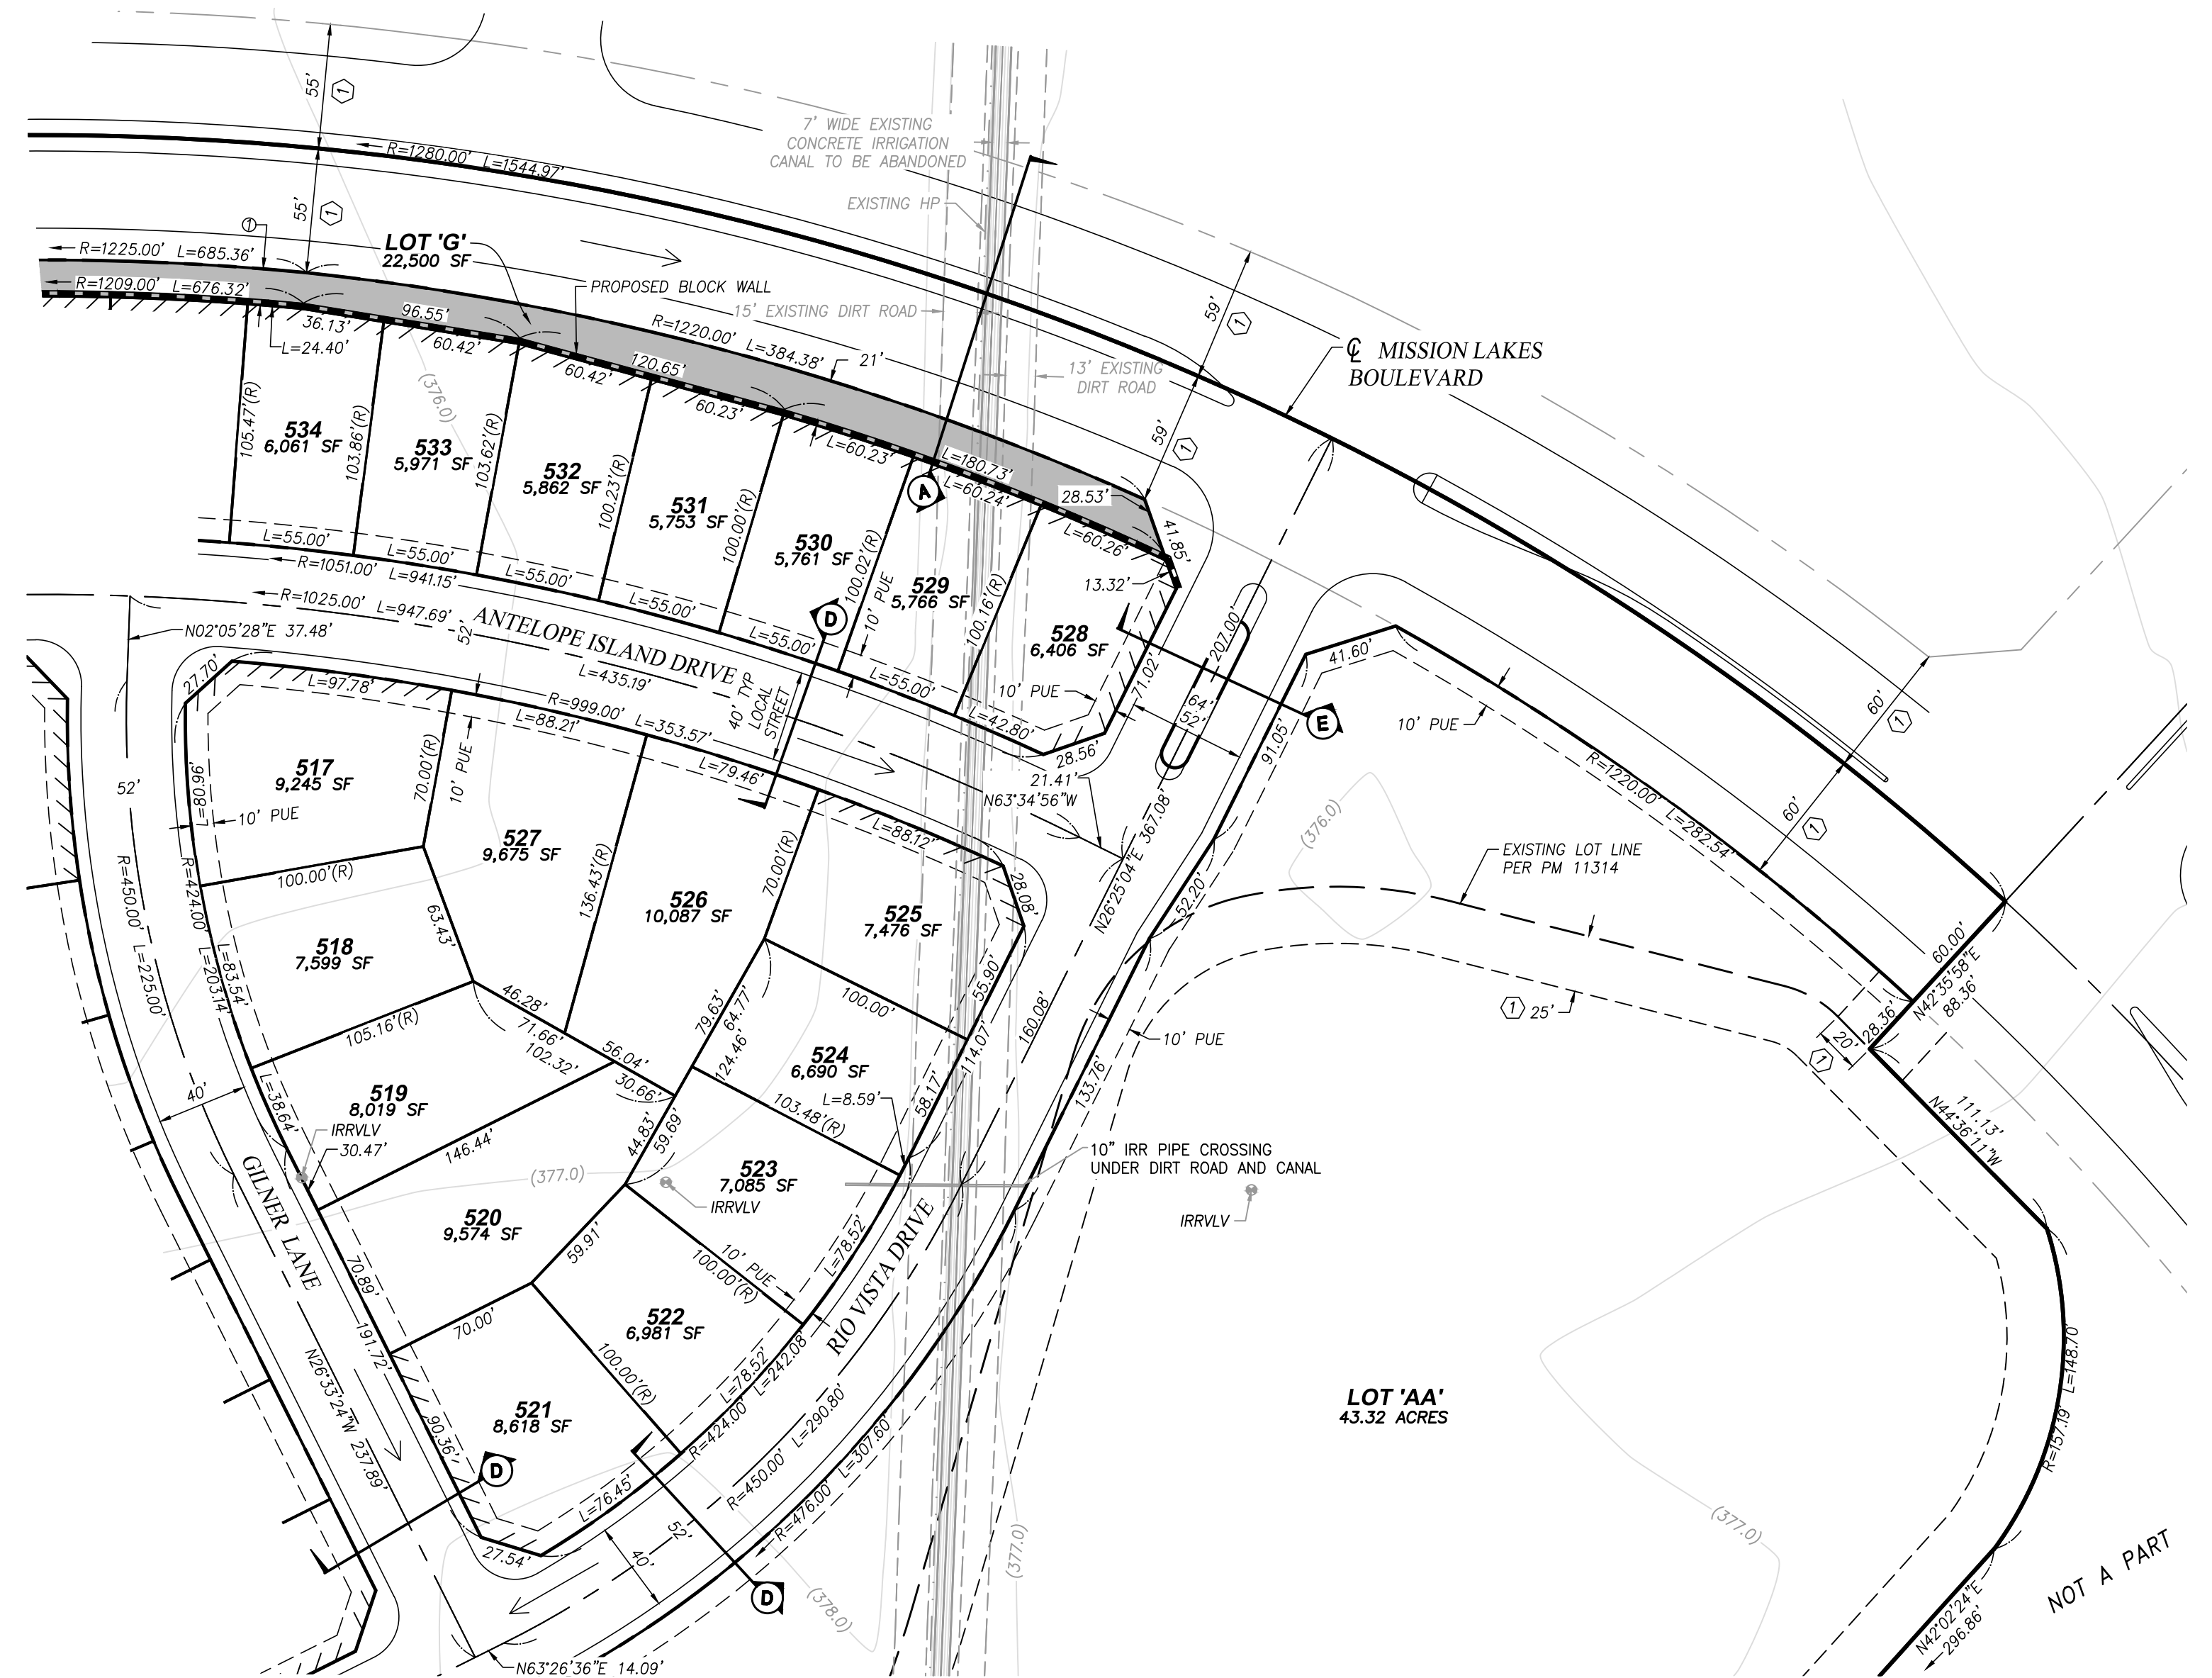 55'
1
R=1280.00' L=1544.97'
7' WIDE EXISTING
CONCRETE IRRIGATION
CANAL TO BE ABANDONED
EXISTING HP
55'
1
1
R=1225.00' L=685.36'
LOT 'G'
22,500 SF
R=1209.00' L=676.32'
PROPOSED BLOCK WALL
15' EXISTING DIRT ROAD
59'
1
36.13'
96.55'
60.42'
L=24.40'
R=1220.00' L=384.38'
21'
120.65'
60.42'
60.23'
13' EXISTING
DIRT ROAD
℄ MISSION LAKES
BOULEVARD
59'
1
(376.0)
105.47'(R)
534
6,061 SF
103.86'(R)
533
5,971 SF
103.62'(R)
532
5,862 SF
100.23'(R)
531
5,753 SF
100.00'(R)
530
5,761 SF
100.02'(R)
529
5,766 SF
100.16'(R)
528
6,406 SF
L=60.23'
L=180.73'
L=60.24'
A
28.53'
41.85'
L=60.26'
13.32'
10' PUE
10' PUE
L=55.00'
L=55.00'
L=55.00'
L=55.00'
L=55.00'
L=55.00'
L=42.80'
28.56'
71.02'
R=1051.00' L=941.15'
R=1025.00' L=947.69'
52'
ANTELOPE ISLAND DRIVE
L=435.19'
D
N02°05'28"E 37.48'
40' TYP
LOCAL
STREET
207.00'
64'
52'
E
41.60'
91.05'
10' PUE
60'
1
60'
1
R=1220.00' L=282.54'
27.70'
L=97.78'
R=999.00' L=353.57'
L=88.21'
L=79.46'
L=88.12'
28.08'
21.41'
N63°34'56"W
N26°25'04"E 367.08'
517
9,245 SF
70.00'(R)
10' PUE
L=80.96'
10' PUE
52'
100.00'(R)
527
9,675 SF
136.43'(R)
526
10,087 SF
70.00'(R)
525
7,476 SF
(376.0)
52.20'
EXISTING LOT LINE
PER PM 11314
R=450.00' L=225.00'
R=424.00' L=203.14'
L=83.54'
63.43'
518
7,599 SF
105.16'(R)
46.28'
71.66'
102.32'
56.04'
30.66'
79.63'
64.77'
124.46'
100.00'
55.90'
114.07'
160.08'
524
6,690 SF
58.17'
L=8.59'
103.48'(R)
133.76'
10' PUE
1 25'
60.00'
N42°35'58"E
88.36'
28.36'
20'
1
40'
L=38.64'
519
8,019 SF
IRRVLV
30.47'
146.44'
44.83'
59.69'
N44°36'11"W
111.13'
10" IRR PIPE CROSSING
UNDER DIRT ROAD AND CANAL
(377.0)
523
7,085 SF
IRRVLV
IRRVLV
GILNER LANE
520
9,574 SF
59.91'
10' PUE
100.00'(R)
L=78.52'
RIO VISTA DRIVE
70.89'
191.72'
70.00'
522
6,981 SF
100.00'(R)
L=78.52'
L=242.08'
R=424.00'
N26°33'24"W 237.89'
521
8,618 SF
90.36'
D
L=76.45'
27.54'
R=450.00' L=290.80'
R=476.00' L=307.60'
52'
40'
D
LOT 'AA'
43.32 ACRES
R=157.19' L=148.70'
(377.0)
(377.0)
(378.0)
NOT A PART
N42°02'24"E
296.86'
N63°26'36"E 14.09'